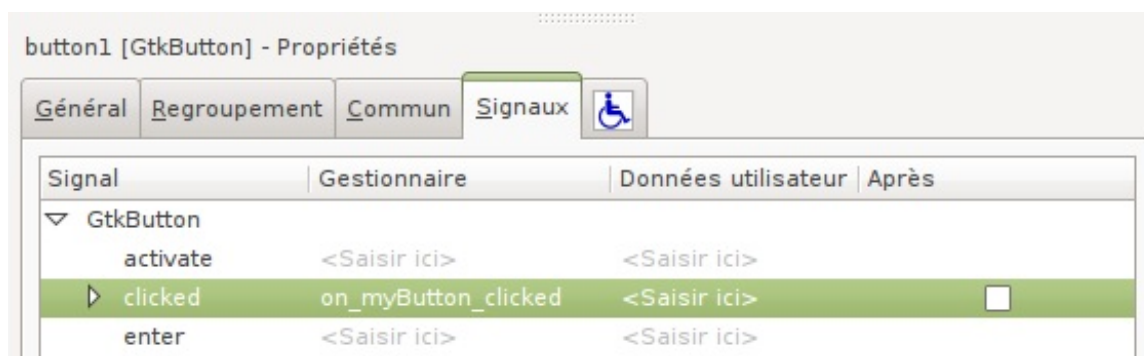 button1 [GtkButton] - Propriétés
Général Regroupement Commun Signaux
Signal Gestionnaire Données utilisateur Après
GtkButton
activate <Saisir ici> <Saisir ici>
clicked on_myButton_clicked <Saisir ici>
enter <Saisir ici> <Saisir ici>